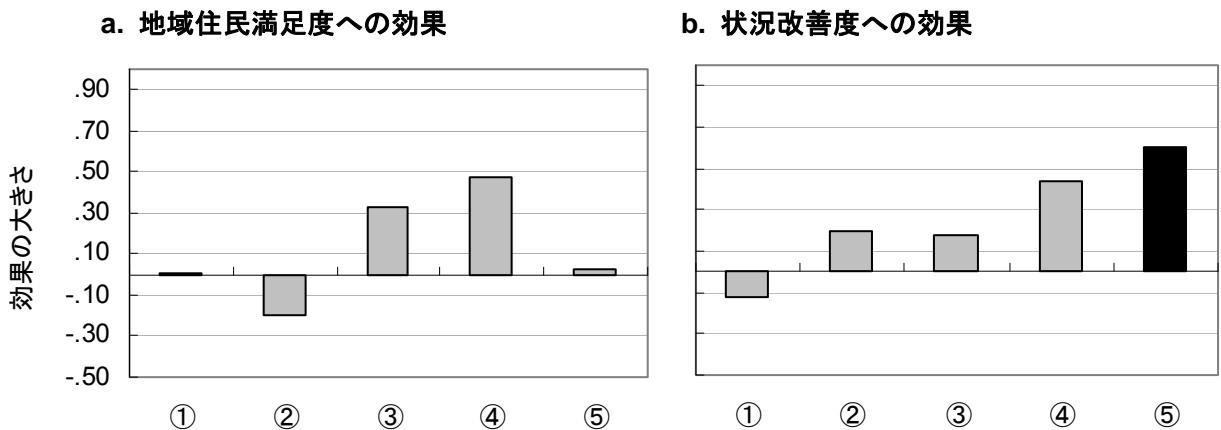 a. 地域住民満足度への効果
b. 状況改善度への効果
効果の大きさ
.90
.70
.50
.30
.10
-.10
-.30
-.50
① ② ③ ④ ⑤
① ② ③ ④ ⑤